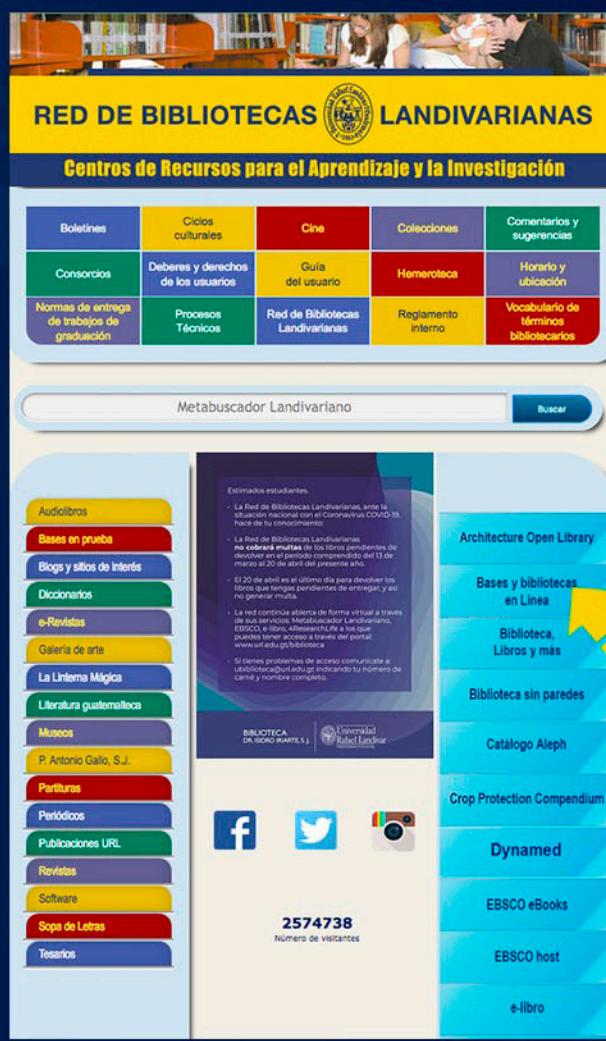 RED DE BIBLIOTECAS LANDIVARIANAS
Centros de Recursos para el Aprendizaje y la Investigación
Boletines
Ciclos
culturales
Cine
Colecciones
Comentarios y
sugerencias
Consorcios
Deberes y derechos
de los usuarios
Guía
del usuario
Hemeroteca
Horario y
ubicación
Normas de entrega
de trabajos de
graduación
Procesos
Técnicos
Red de Bibliotecas
Landivarianas
Reglamento
interno
Vocabulario de
términos
bibliotecarios
Metabuscador Landivariano
Buscar
Audiolibros
Bases en prueba
Blogs y sitios de interés
Diccionarios
e-Revistas
Galería de arte
La Linterna Mágica
Literatura guatemalteca
Museos
P. Antonio Gallo, S.J.
Partituras
Periódicos
Publicaciones URL
Revistas
Software
Sopa de Letras
Tesarios
Estimados estudiantes.
- La Red de Bibliotecas Landivarianas, ante la
situación nacional con el Coronavirus COVID-19,
hace de tu conocimiento:
- La Red de Bibliotecas Landivarianas
no cobrará multas de los libros pendientes de
devolver en el periodo comprendido del 13 de
marzo al 20 de abril del presente año.
- El 20 de abril es el último día para devolver los
libros que tengas pendientes de entregar, y así
no generar multa.
- La red continúa abierta de forma virtual a través
de sus servicios: Metabuscador Landivariano,
EBSCO, e-libro, 4ResearchLife a los que
puedes tener acceso a través del portal:
www.url.edu.gt/biblioteca
- Si tienes problemas de acceso comunícate a:
ubiblioteca@url.edu.gt indicando tu número de
carné y nombre completo.
BIBLIOTECA
DR. ISIDRO IRIARTE, S. J.
Universidad
Rafael Landívar
2574738
Número de visitantes
Architecture Open Library
Bases y bibliotecas
en Línea
Biblioteca,
Libros y más
Biblioteca sin paredes
Catálogo Aleph
Crop Protection Compendium
Dynamed
EBSCO eBooks
EBSCO host
e-libro